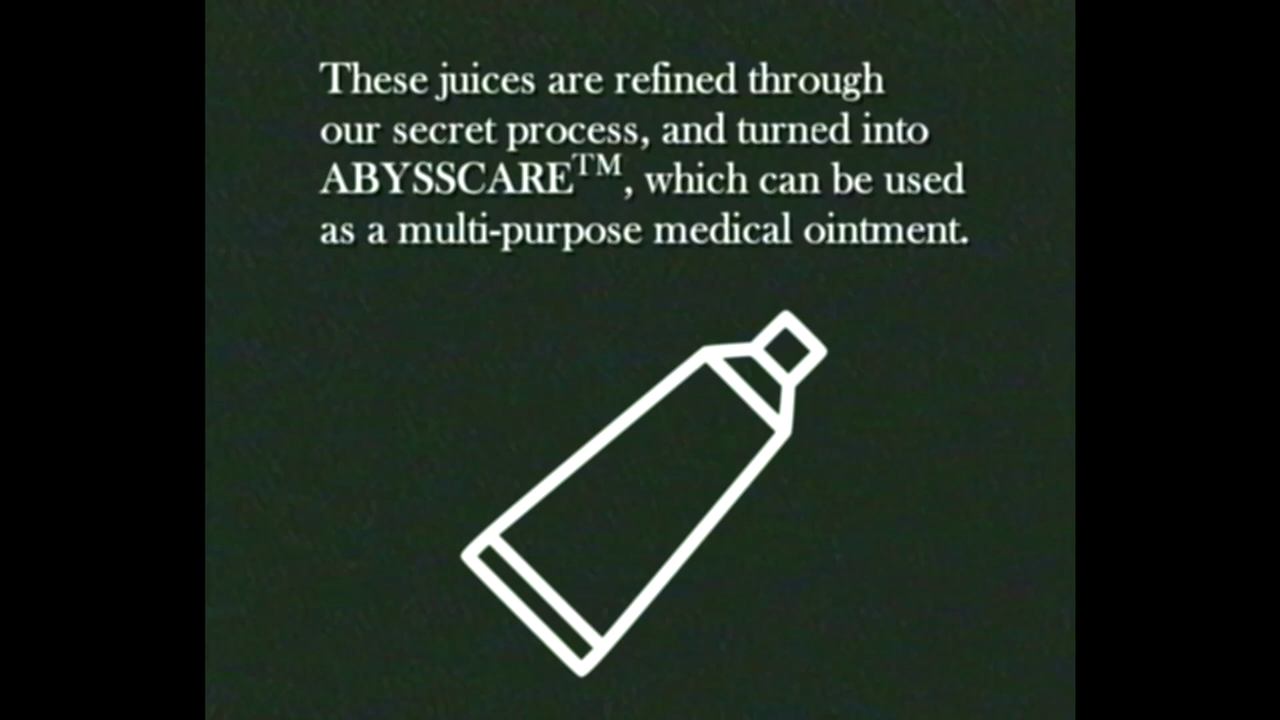 These juices are refined through
our secret process, and turned into
ABYSSCARE™, which can be used
as a multi-purpose medical ointment.